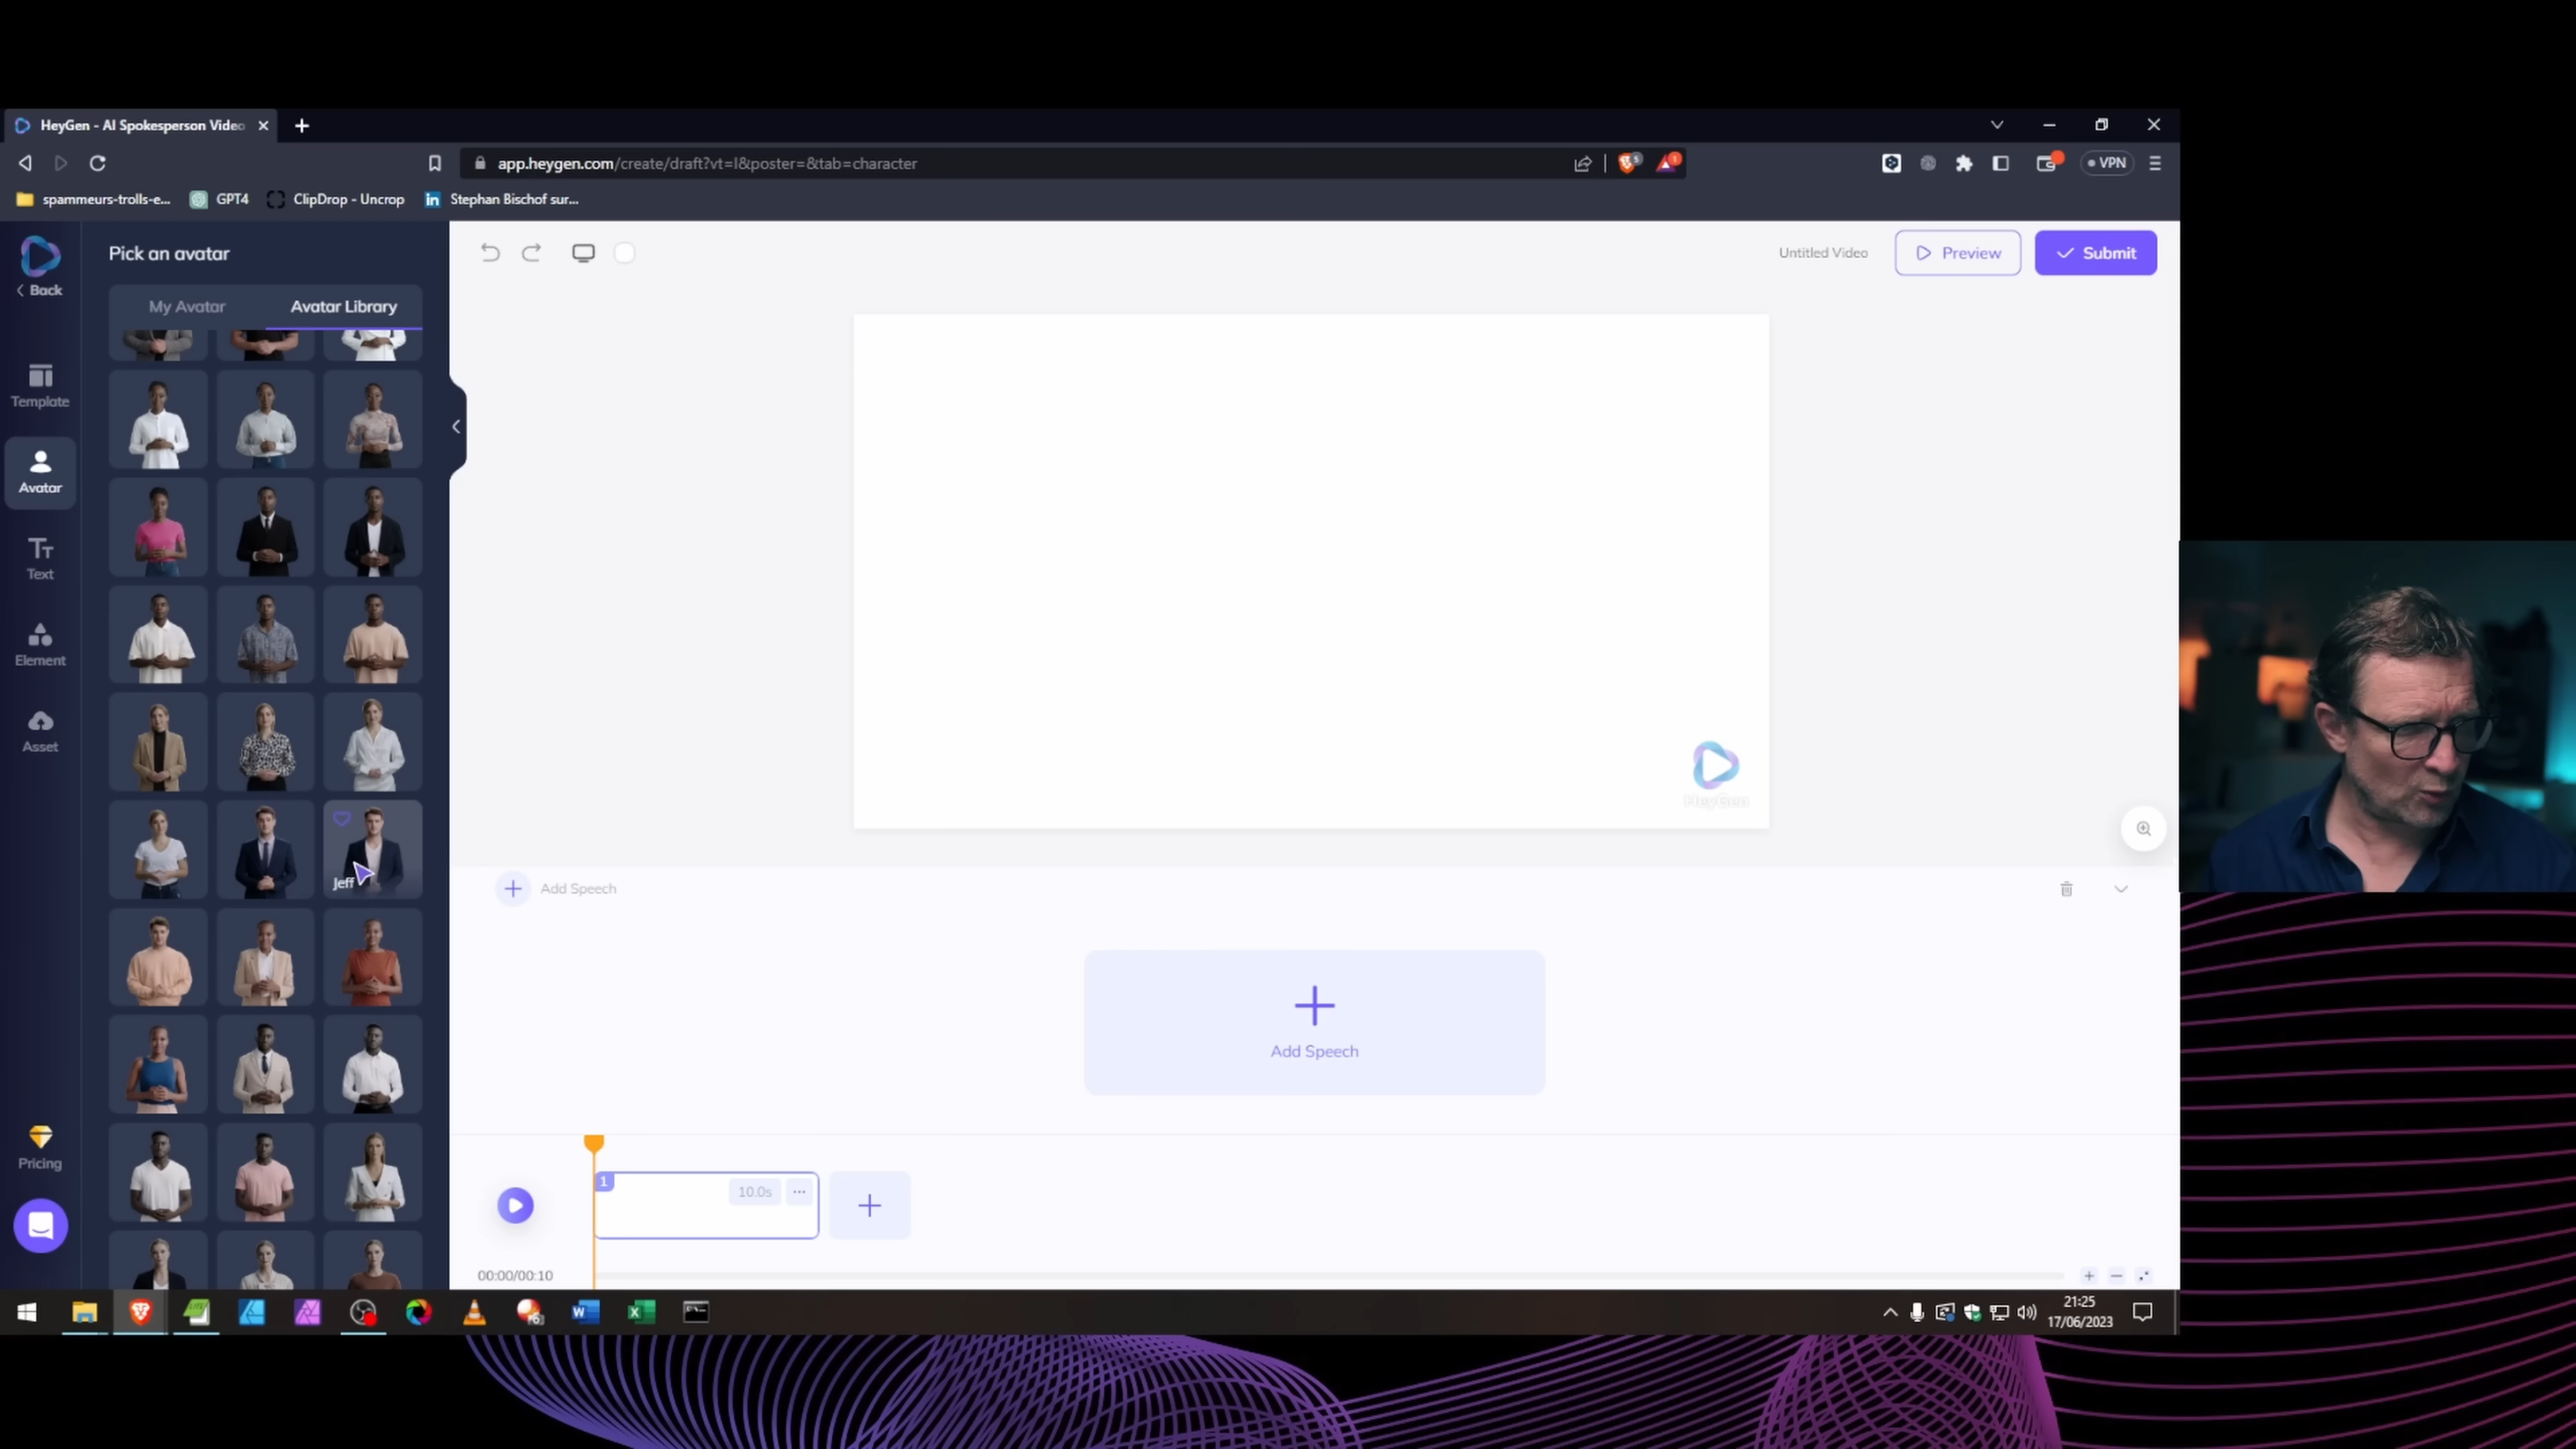 HeyGen - AI Spokesperson Video
app.heygen.com/create/draft?vt=l&poster=&tab=character
VPN
spammeurs-trolls-e...
GPT4
ClipDrop - Uncrop
Stephan Bischof sur...
Back
Pick an avatar
Untitled Video
Preview
Submit
My Avatar
Avatar Library
Template
Avatar
Text
Element
Asset
HeyGen
Jeff
Add Speech
Add Speech
Pricing
1
10.0s
00:00/00:10
21:25
17/06/2023